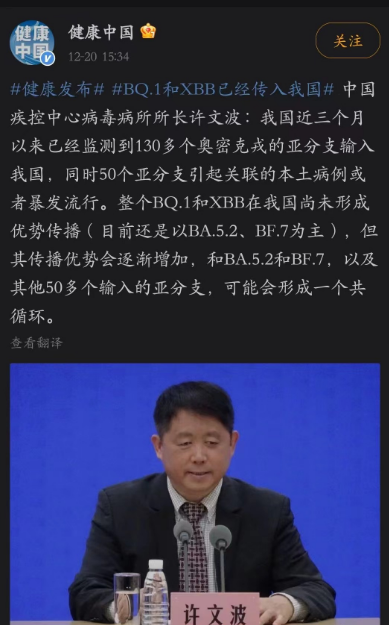 健康中国
12-20 15:34
关注
健康
中国
#健康发布# #BQ.1和XBB已经传入我国# 中国
疾控中心病毒病所所长许文波：我国近三个月
以来已经监测到130多个奥密克戎的亚分支输入
我国，同时50个亚分支引起关联的本土病例或
者暴发流行。整个BQ.1和XBB在我国尚未形成
优势传播（目前还是以BA.5.2、BF.7为主），但
其传播优势会逐渐增加，和BA.5.2和BF.7，以及
其他50多个输入的亚分支，可能会形成一个共
循环。
查看翻译
许文波